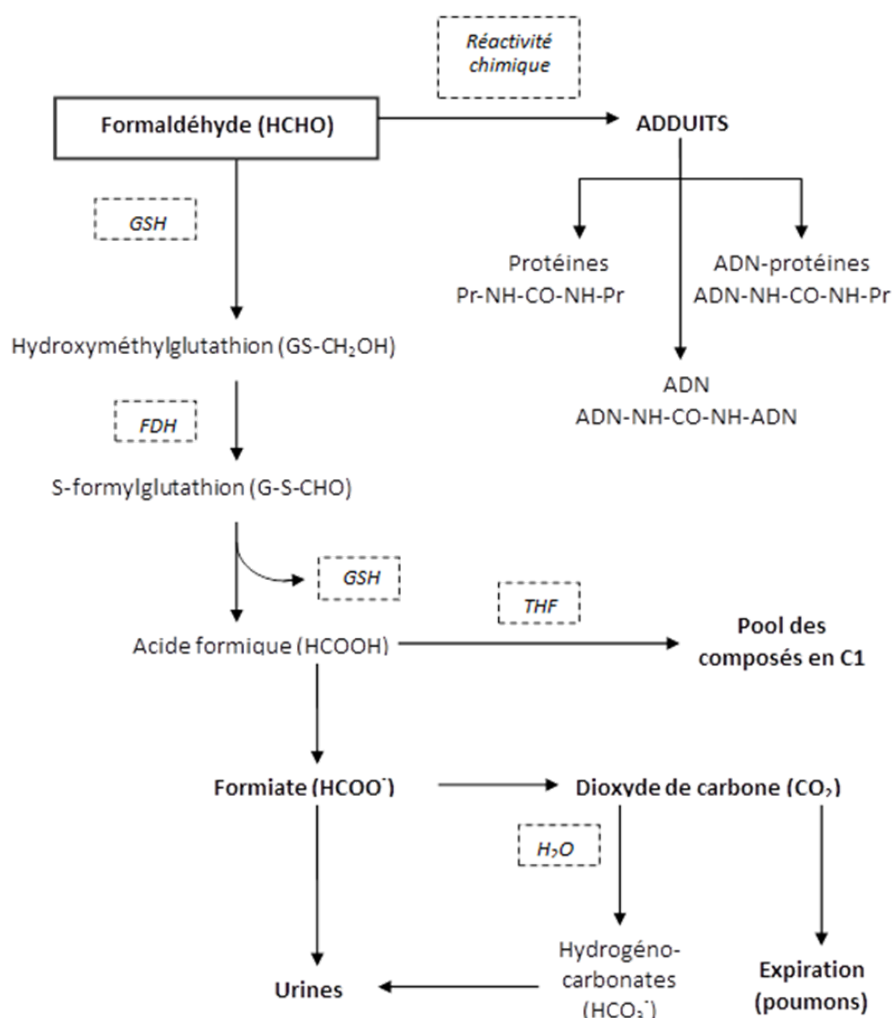 Réactivité
chimique
Formaldéhyde (HCHO)
ADDUITS
GSH
Protéines
Pr-NH-CO-NH-Pr
ADN-protéines
ADN-NH-CO-NH-Pr
Hydroxyméthylglutathion (GS-CH₂OH)
ADN
ADN-NH-CO-NH-ADN
FDH
S-formylglutathion (G-S-CHO)
GSH
THF
Acide formique (HCOOH)
Pool des
composés en C1
Formiate (HCOO⁻)
Dioxyde de carbone (CO₂)
H₂O
Hydrogéno-
carbonates
(HCO₃⁻)
Urines
Expiration
(poumons)